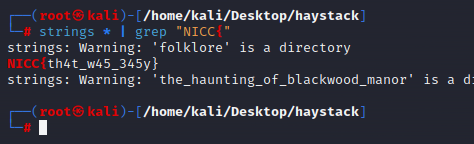 ┌──(root㉿kali)-[/home/kali/Desktop/haystack]
└─# strings * | grep "NICC{"
strings: Warning: 'folklore' is a directory
NICC{th4t_w45_345y}
strings: Warning: 'the_haunting_of_blackwood_manor' is a di
┌──(root㉿kali)-[/home/kali/Desktop/haystack]
└─#